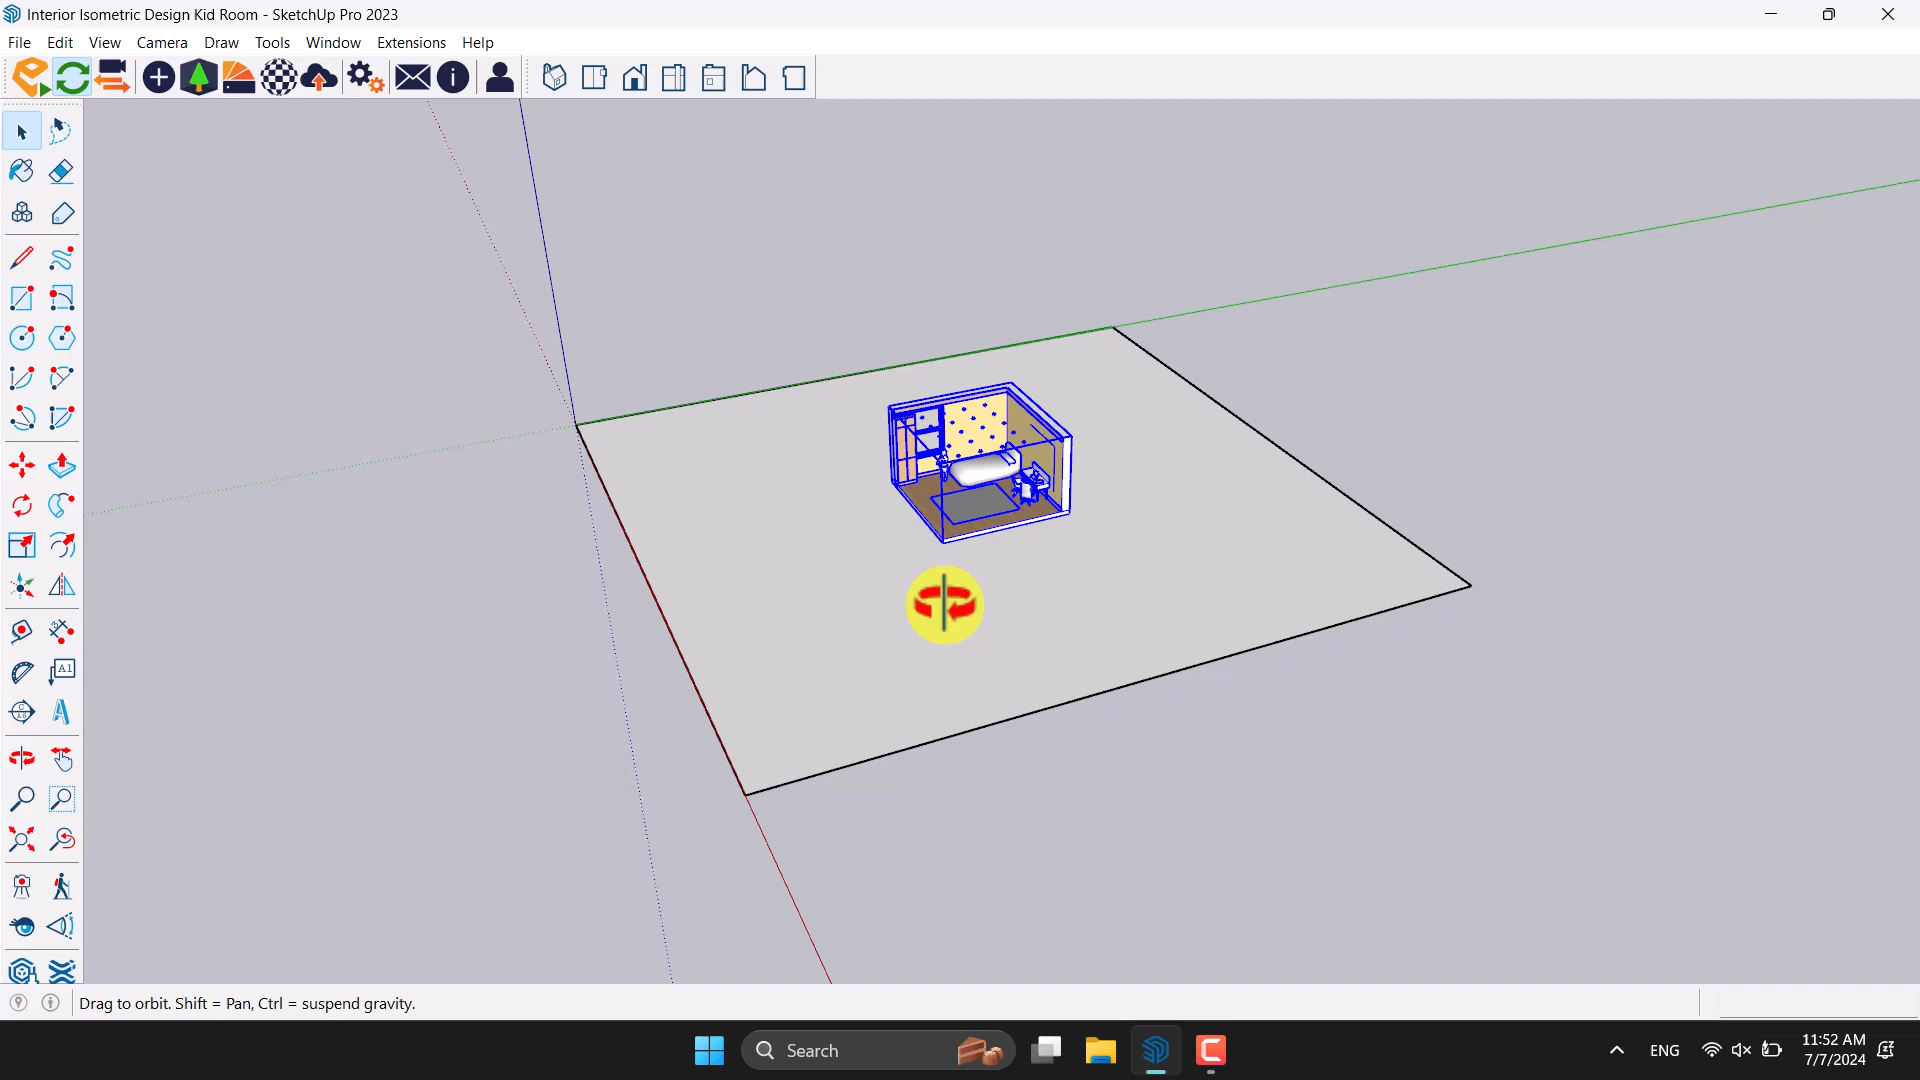 Interior Isometric Design Kid Room - SketchUp Pro 2023
File Edit View Camera Draw Tools Window Extensions Help
A1
Drag to orbit. Shift = Pan, Ctrl = suspend gravity.
Search
ENG
11:52 AM
7/7/2024